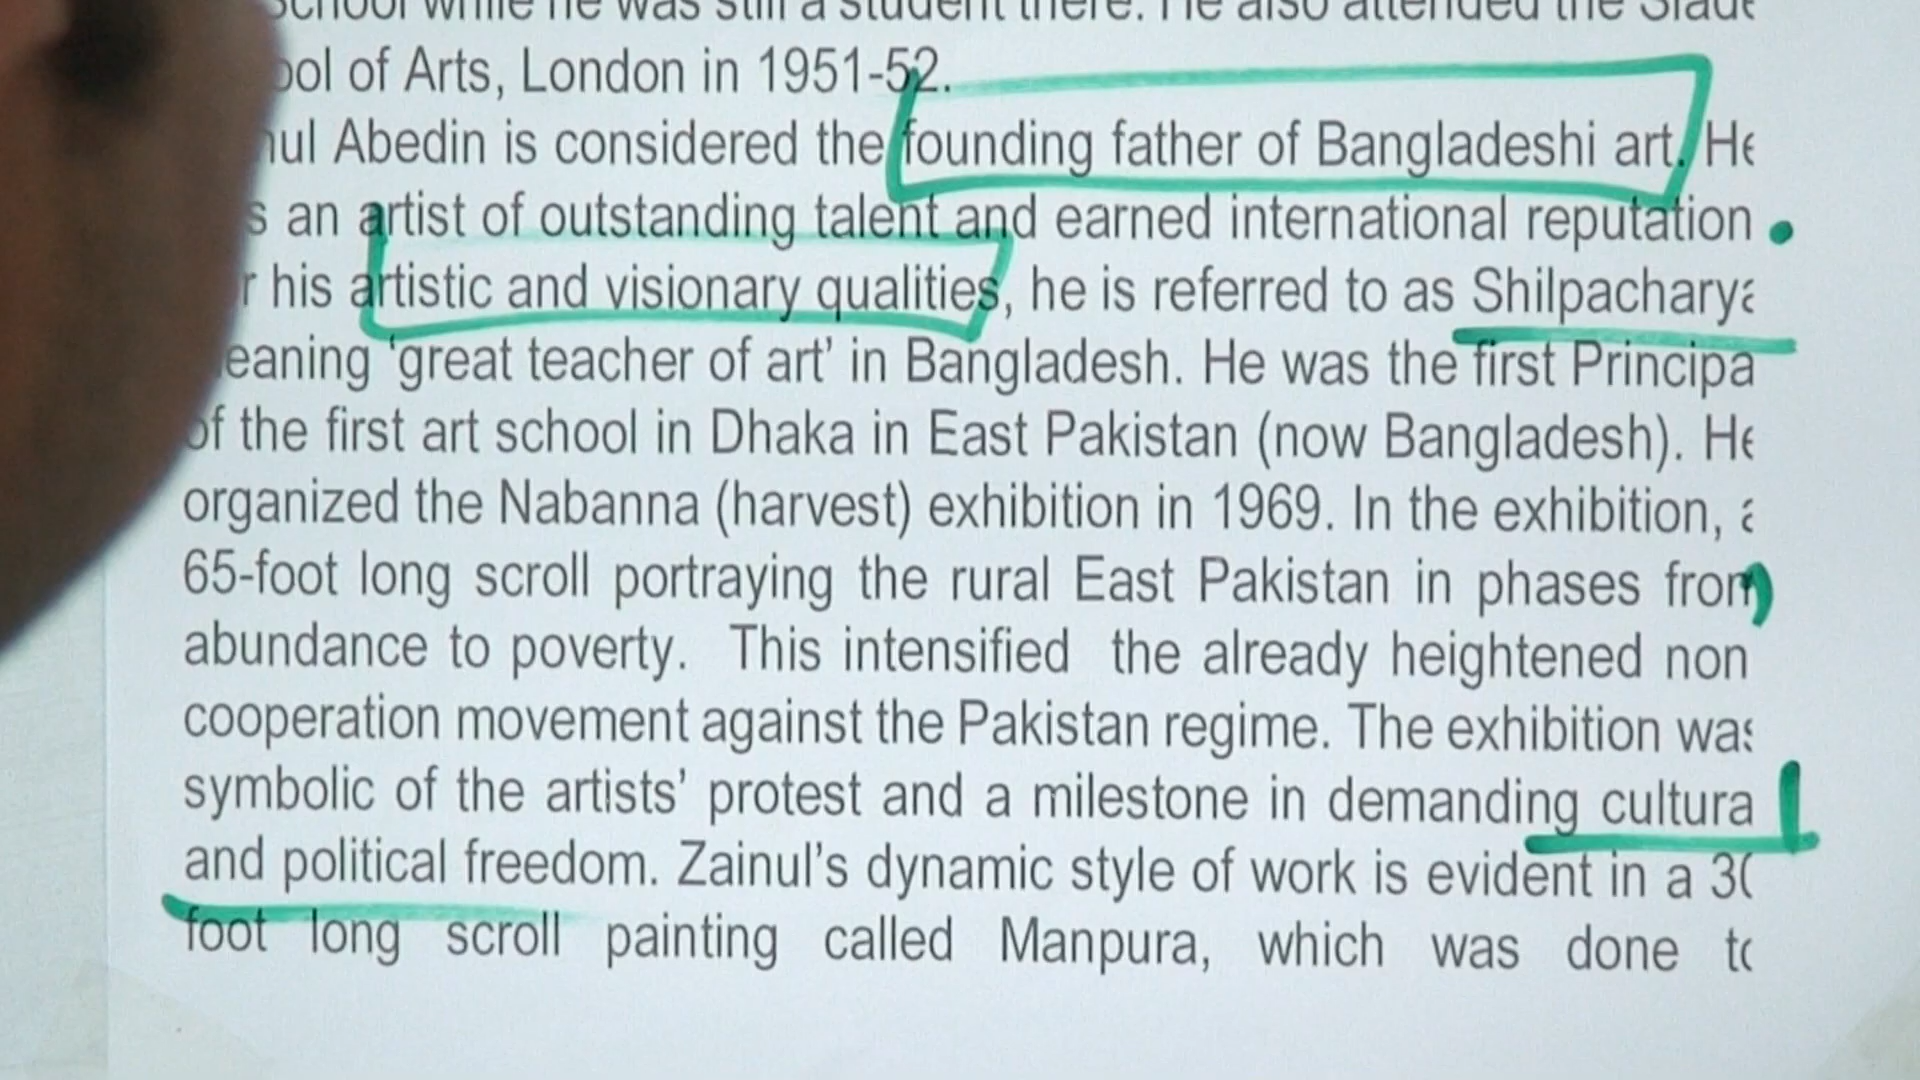 school while he was still a student there. He also attended the Slade
ool of Arts, London in 1951-52.
nul Abedin is considered the founding father of Bangladeshi art. He
s an artist of outstanding talent and earned international reputation
r his artistic and visionary qualities, he is referred to as Shilpacharya
eaning ‘great teacher of art’ in Bangladesh. He was the first Principa
of the first art school in Dhaka in East Pakistan (now Bangladesh). He
organized the Nabanna (harvest) exhibition in 1969. In the exhibition, a
65-foot long scroll portraying the rural East Pakistan in phases from
abundance to poverty. This intensified the already heightened non
cooperation movement against the Pakistan regime. The exhibition was
symbolic of the artists’ protest and a milestone in demanding cultura
and political freedom. Zainul’s dynamic style of work is evident in a 30
foot long scroll painting called Manpura, which was done to